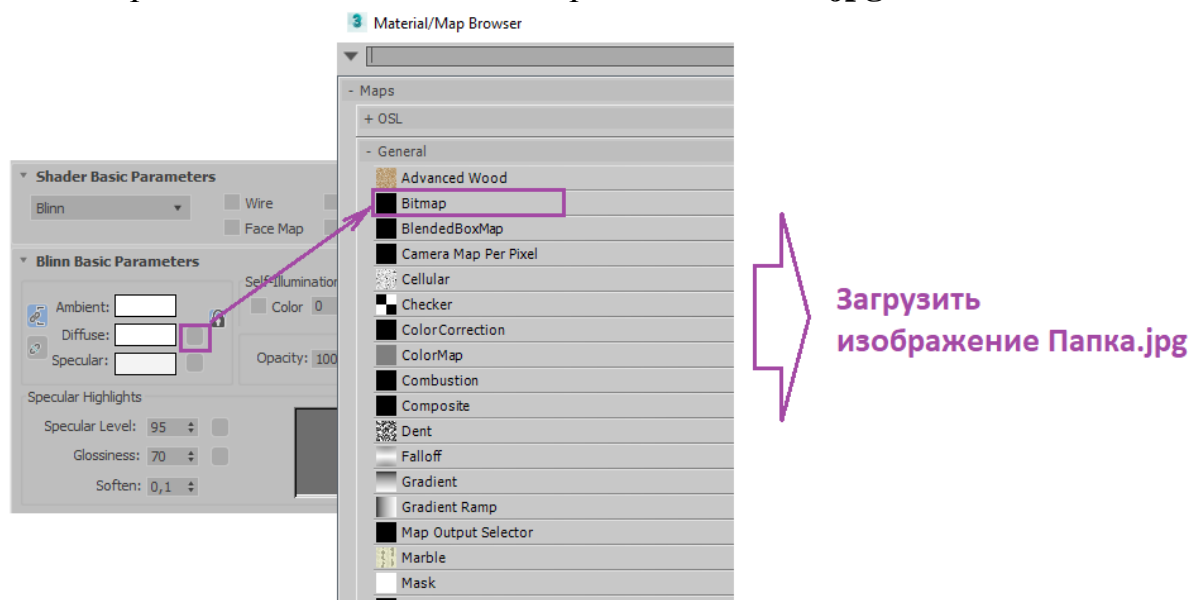 Material/Map Browser
- Maps
+ OSL
- General
Advanced Wood
Bitmap
BlendedBoxMap
Camera Map Per Pixel
Cellular
Checker
ColorCorrection
ColorMap
Combustion
Composite
Dent
Falloff
Gradient
Gradient Ramp
Map Output Selector
Marble
Mask
Shader Basic Parameters
Blinn
Wire
Face Map
Blinn Basic Parameters
Self-Illumination
Ambient:
Color 0
Diffuse:
Specular:
Opacity: 100
Specular Highlights
Specular Level: 95
Glossiness: 70
Soften: 0,1
Загрузить
изображение Папка.jpg